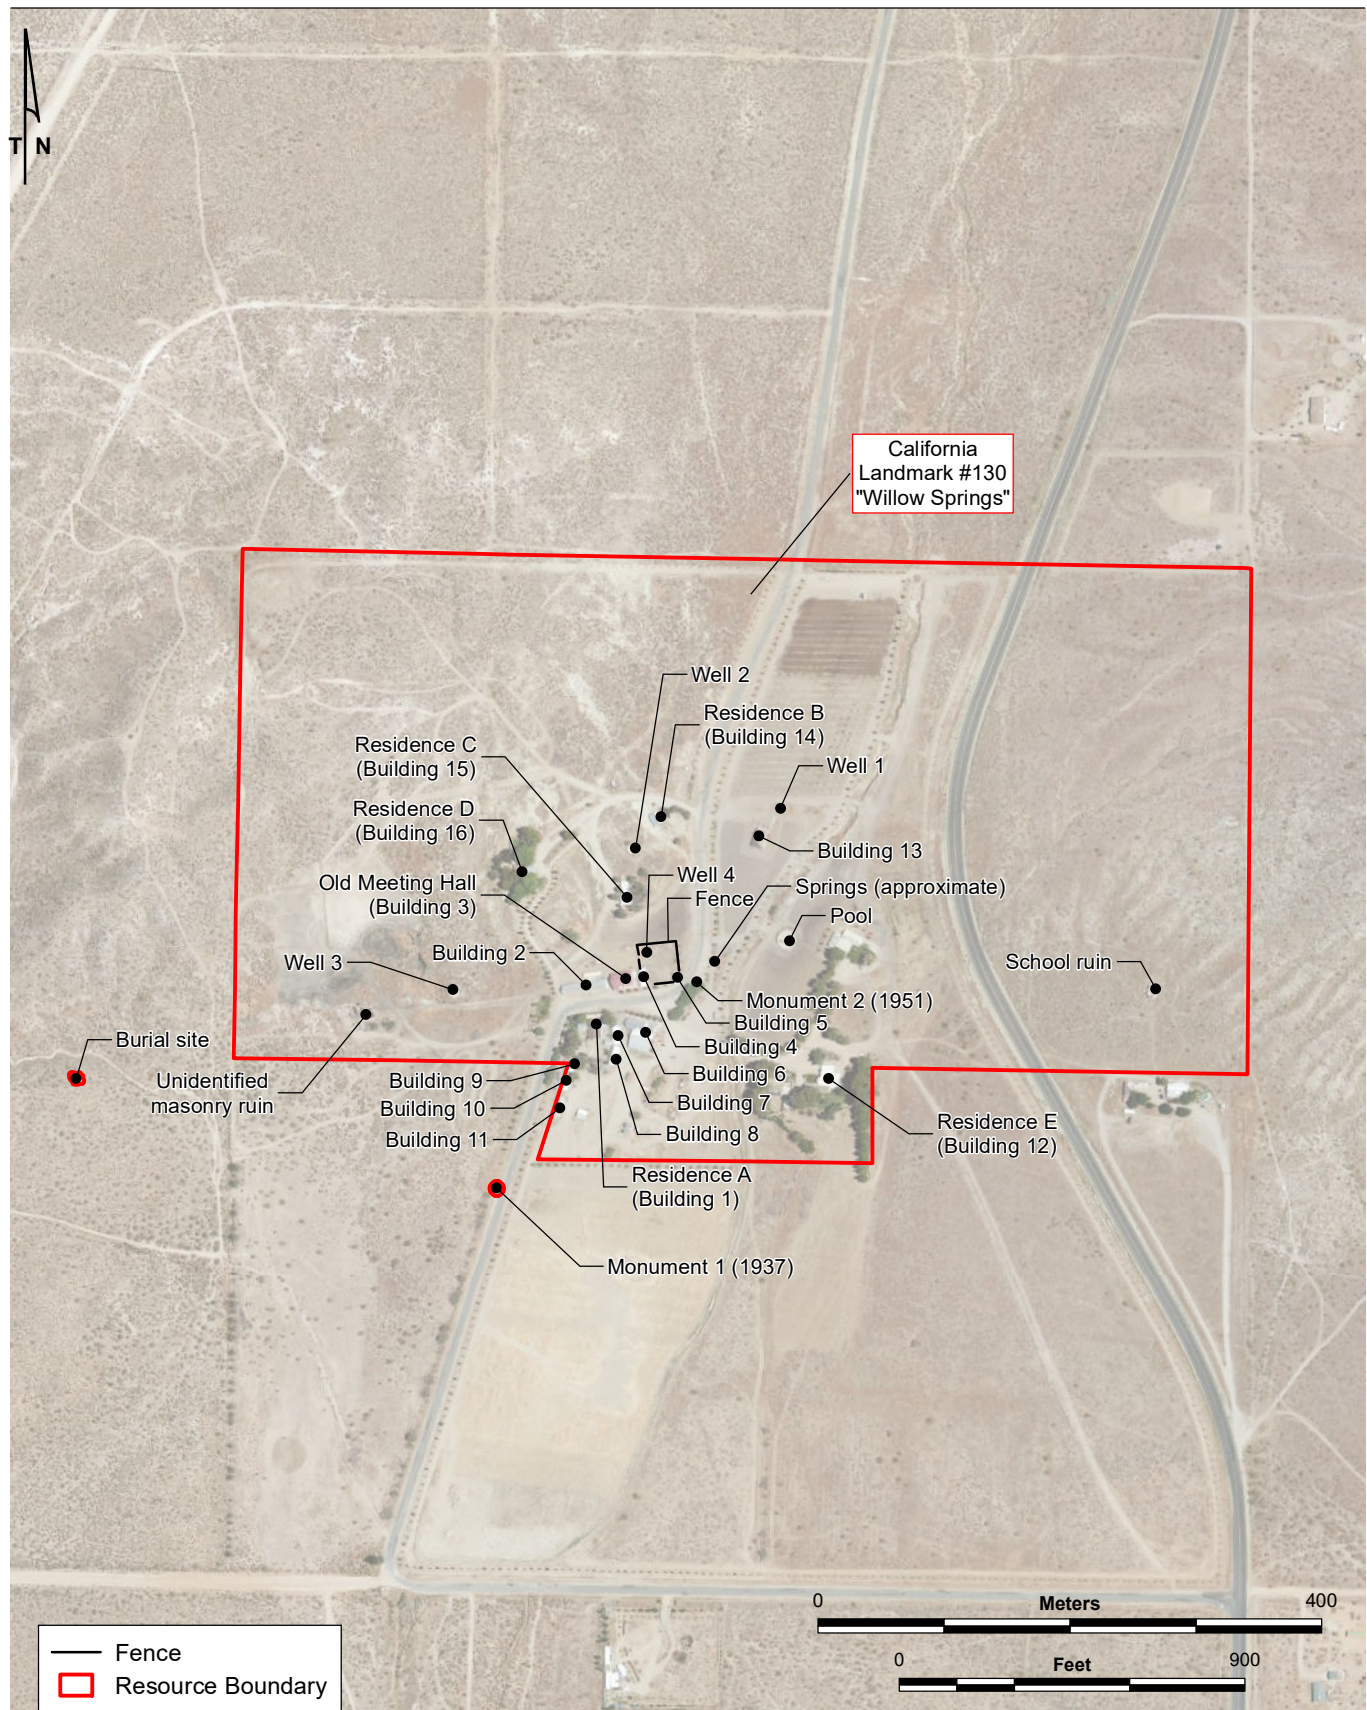 T N
California
Landmark #130
"Willow Springs"
Well 2
Residence B
(Building 14)
Residence C
(Building 15)
Well 1
Residence D
(Building 16)
Building 13
Well 4
Old Meeting Hall
(Building 3)
Springs (approximate)
Fence
Pool
Building 2
Well 3
School ruin
Monument 2 (1951)
Building 5
Burial site
Building 4
Unidentified
masonry ruin
Building 9
Building 6
Building 10
Building 7
Building 11
Building 8
Residence E
(Building 12)
Residence A
(Building 1)
Monument 1 (1937)
0 Meters 400
0 Feet 900
Fence
Resource Boundary